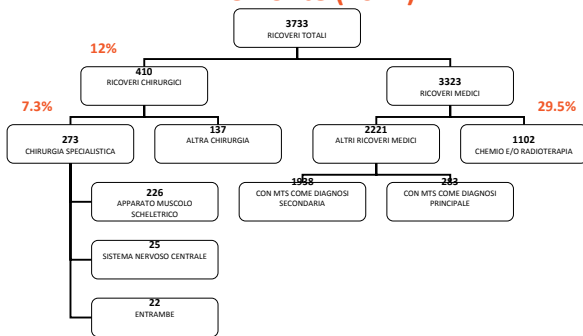 3733
RICOVERI TOTALI
12%
410
RICOVERI CHIRURGICI
3323
RICOVERI MEDICI
7.3%
29.5%
273
CHIRURGIA SPECIALISTICA
137
ALTRA CHIRURGIA
2221
ALTRI RICOVERI MEDICI
1102
CHEMIO E/O RADIOTERAPIA
226
APPARATO MUSCOLO
SCHELETRICO
1938
CON MTS COME DIAGNOSI
SECONDARIA
283
CON MTS COME DIAGNOSI
PRINCIPALE
25
SISTEMA NERVOSO CENTRALE
22
ENTRAMBE